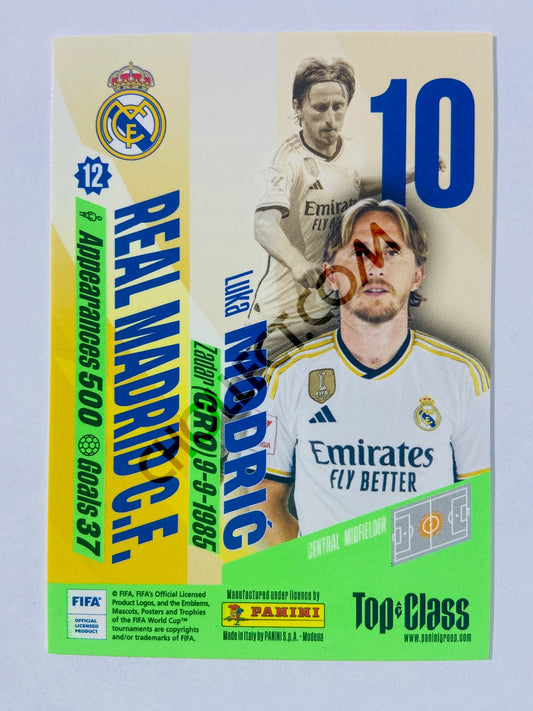 10
12
REAL MADRID C.F.
Appearances 500 Goals 37
Luka MODRIĆ
Zadar (CRO) 9-9-1985
Emirates
FLY BETTER
Emirates
FLY BETTER
CENTRAL MIDFIELDER
FIFA®
OFFICIAL
LICENSED
PRODUCT
© FIFA, FIFA's Official Licensed
Product Logos, and the Emblems,
Mascots, Posters and Trophies
of the FIFA World Cup™
tournaments are copyrights
and/or trademarks of FIFA.
Manufactured under licence by
PANINI
Made in Italy by PANINI S.p.A. - Modena
Top Class
www.paninigroup.com